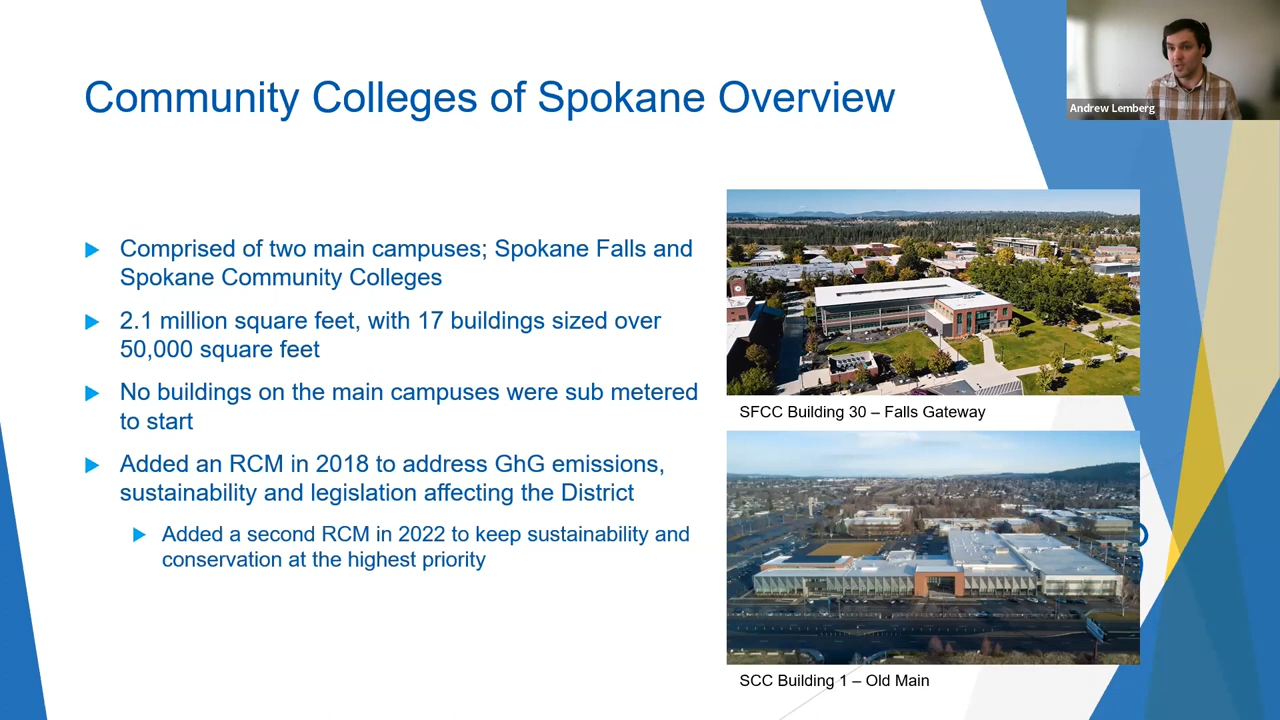 Community Colleges of Spokane Overview
Andrew Lemberg
Comprised of two main campuses; Spokane Falls and
Spokane Community Colleges
2.1 million square feet, with 17 buildings sized over
50,000 square feet
No buildings on the main campuses were sub metered
to start
Added an RCM in 2018 to address GhG emissions,
sustainability and legislation affecting the District
Added a second RCM in 2022 to keep sustainability and
conservation at the highest priority
SFCC Building 30 – Falls Gateway
SCC Building 1 – Old Main